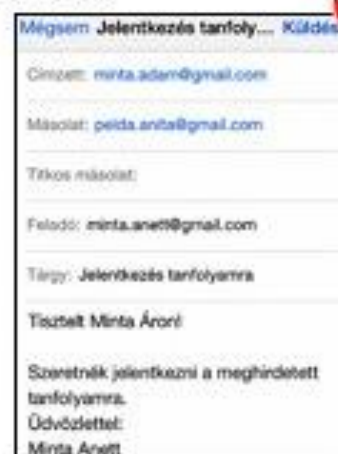 Mégsem Jelentkezés tanfoly... Küldés
Címzett: minta.adam@gmail.com
Másolat: pelda.anita@gmail.com
Titkos másolat:
Feladó: minta.anett@gmail.com
Tárgy: Jelentkezés tanfolyamra
Tisztelt Minta Áron!
Szeretnék jelentkezni a meghirdetett
tanfolyamra.
Üdvözlettel:
Minta Anett